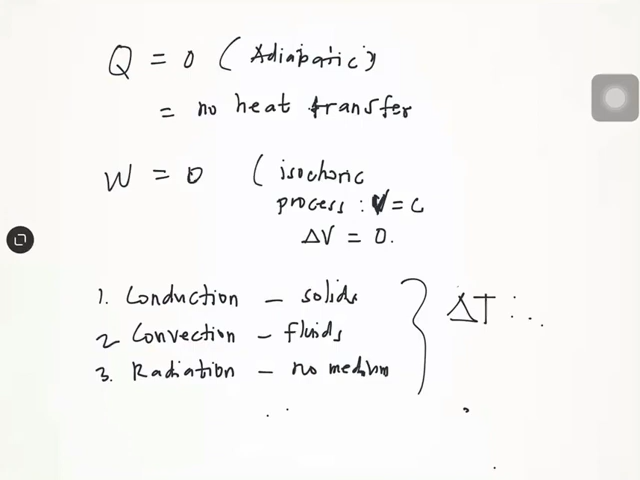 Q = 0 (Adiabatic)
= no heat transfer
W = 0 (isochoric
process : V = C
ΔV = 0.
1. Conduction – solids
2 Convection – fluids
3. Radiation – no medium
ΔT :..